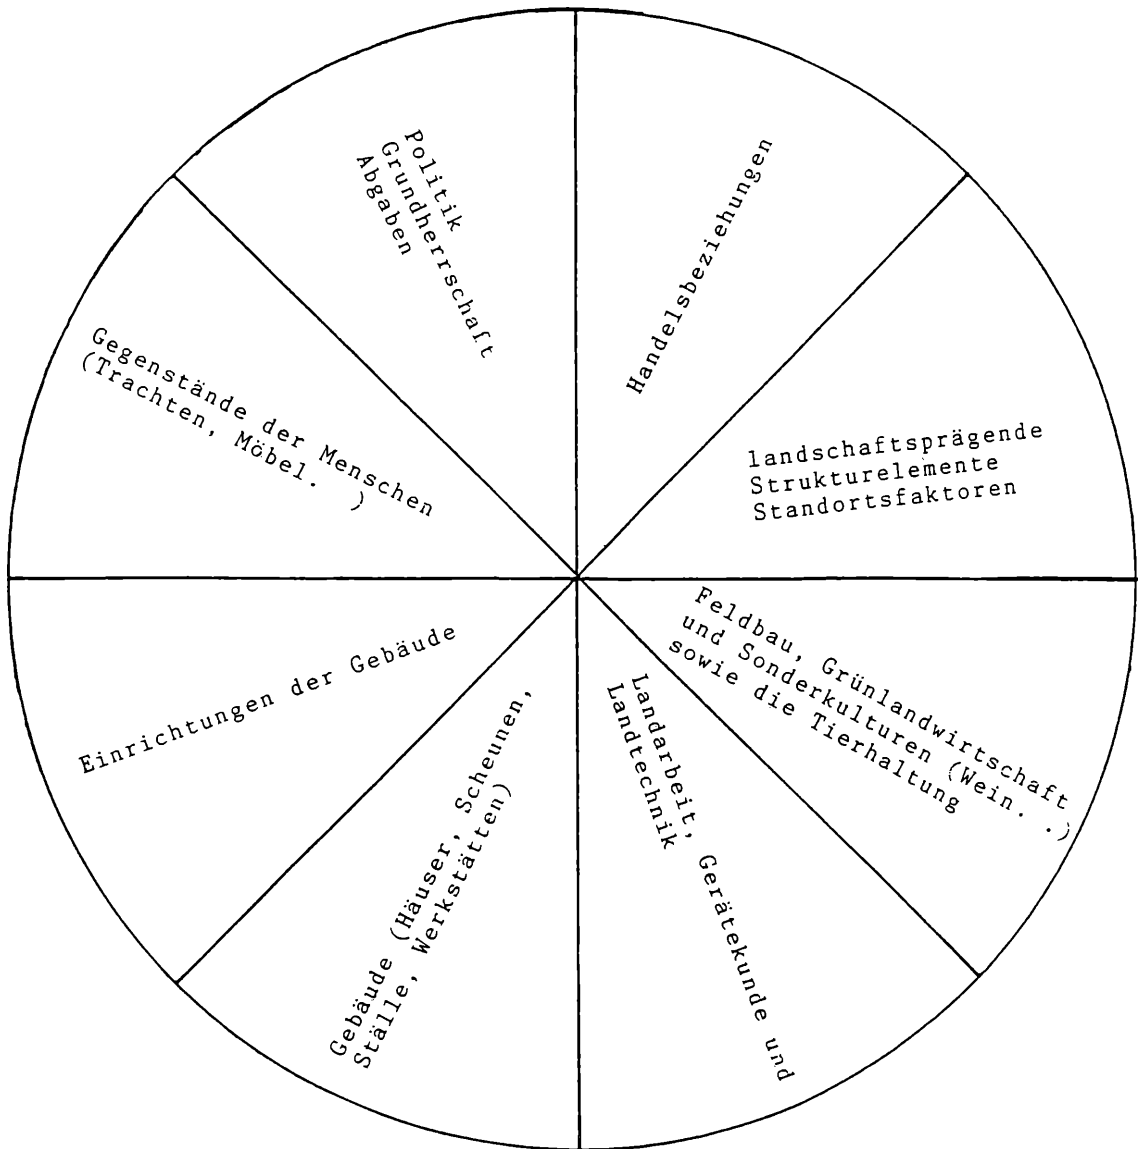 Politik
Grundherrschaft
Abgaben
Handelsbeziehungen
landschaftsprägende
Strukturelemente
Standortsfaktoren
Feldbau, Grünlandwirtschaft
und Sonderkulturen (Wein. . .)
sowie die Tierhaltung
Landarbeit, Gerätekunde und
Landtechnik
Gebäude (Häuser, Scheunen,
Ställe, Werkstätten)
Einrichtungen der Gebäude
Gegenstände der Menschen
(Trachten, Möbel. )